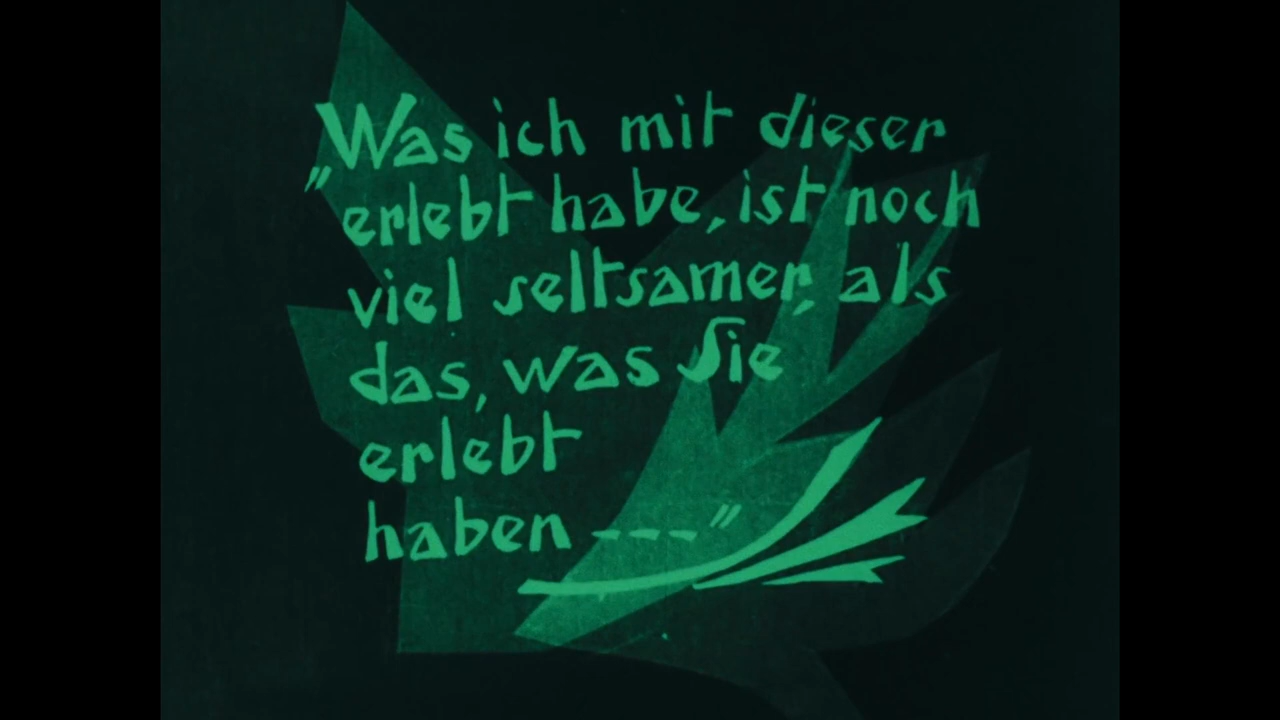 „Was ich mit dieser
erlebt habe, ist noch
viel seltsamer, als
das, was Sie
erlebt
haben ----"